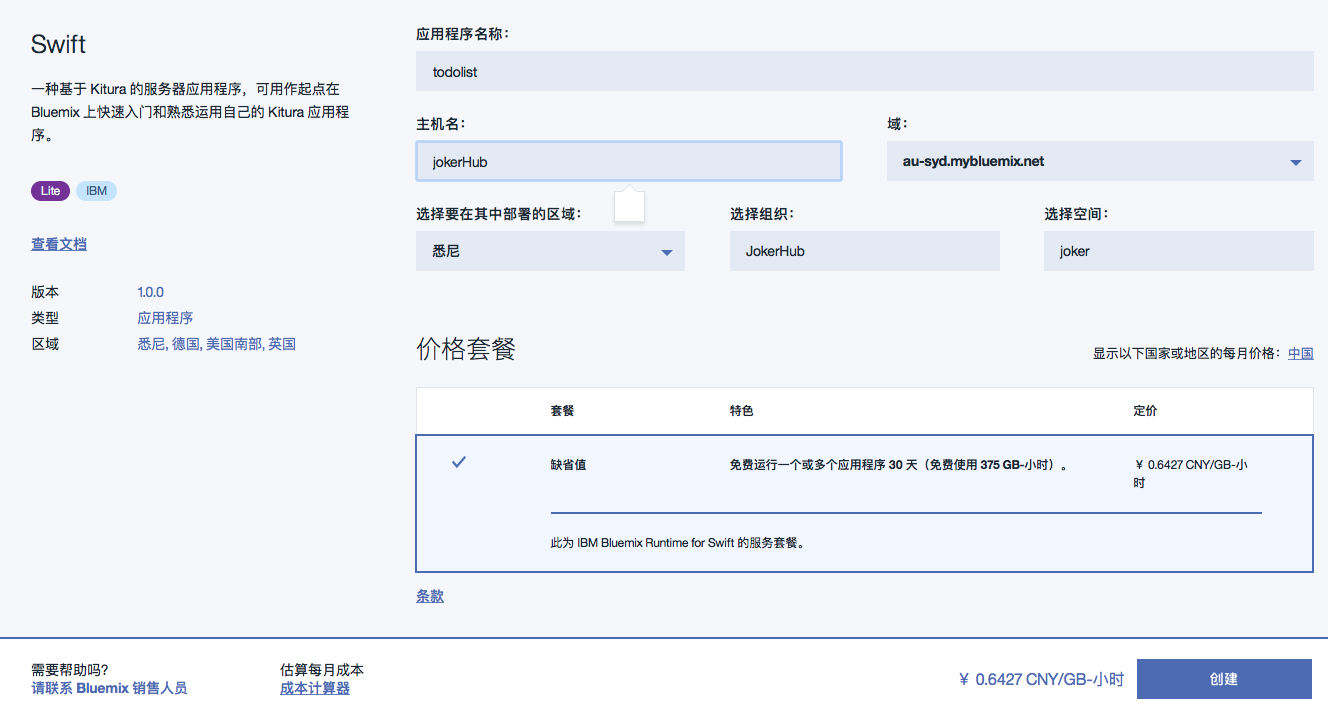 Swift
一种基于 Kitura 的服务器应用程序，可用作起点在
Bluemix 上快速入门和熟悉运用自己的 Kitura 应用程
序。
Lite IBM
查看文档
版本 1.0.0
类型 应用程序
区域 悉尼, 德国, 美国南部, 英国
应用程序名称：
todolist
主机名： 域：
jokerHub au-syd.mybluemix.net
选择要在其中部署的区域： 选择组织： 选择空间：
悉尼 JokerHub joker
价格套餐 显示以下国家或地区的每月价格： 中国
套餐 特色 定价
缺省值 免费运行一个或多个应用程序 30 天（免费使用 375 GB-小时）。 ￥ 0.6427 CNY/GB-小
时
此为 IBM Bluemix Runtime for Swift 的服务套餐。
条款
需要帮助吗? 估算每月成本
请联系 Bluemix 销售人员 成本计算器
￥ 0.6427 CNY/GB-小时 创建